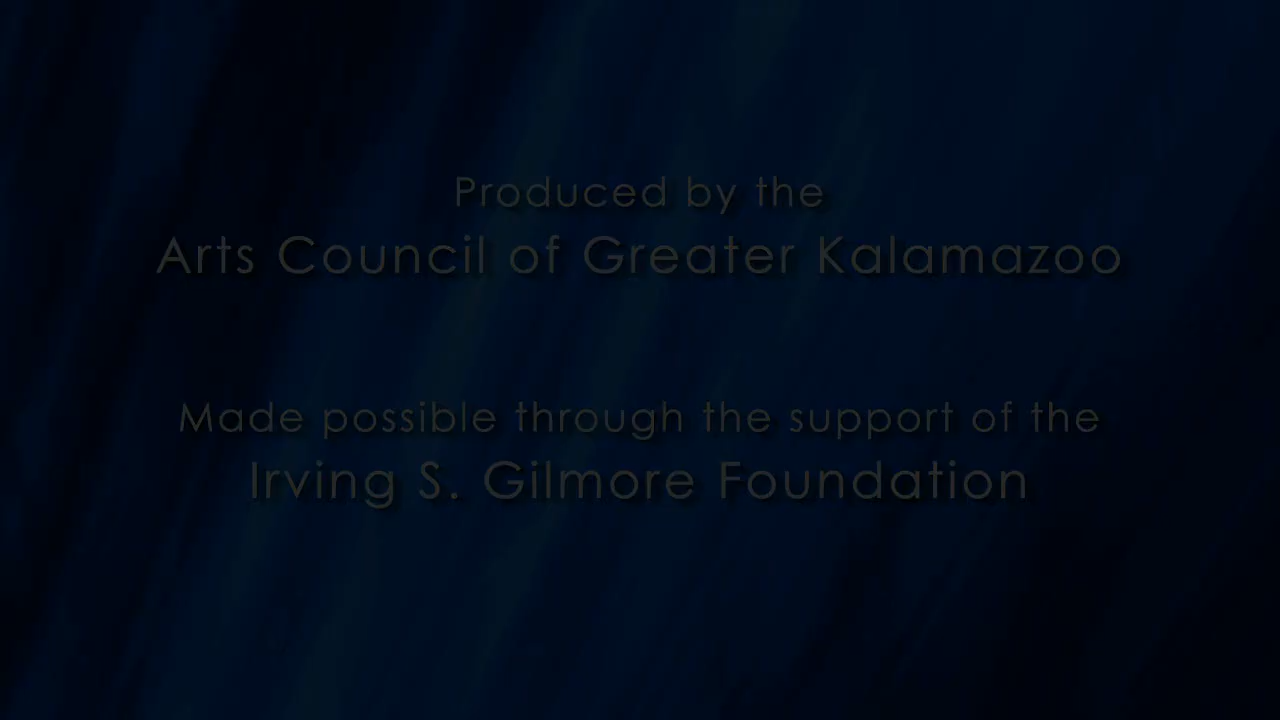 Produced by the
Arts Council of Greater Kalamazoo
Made possible through the support of the
Irving S. Gilmore Foundation